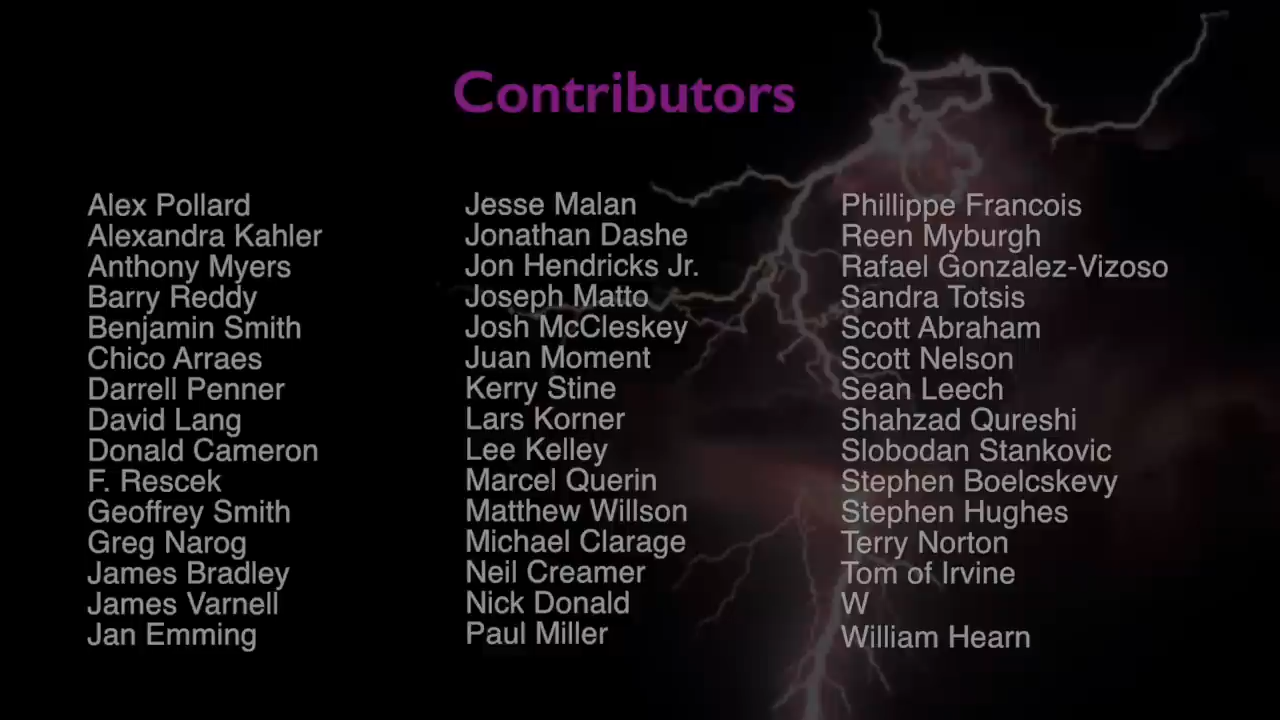 Contributors
Alex Pollard
Alexandra Kahler
Anthony Myers
Barry Reddy
Benjamin Smith
Chico Arraes
Darrell Penner
David Lang
Donald Cameron
F. Rescek
Geoffrey Smith
Greg Narog
James Bradley
James Varnell
Jan Emming
Jesse Malan
Jonathan Dashe
Jon Hendricks Jr.
Joseph Matto
Josh McCleskey
Juan Moment
Kerry Stine
Lars Korner
Lee Kelley
Marcel Querin
Matthew Willson
Michael Clarage
Neil Creamer
Nick Donald
Paul Miller
Phillippe Francois
Reen Myburgh
Rafael Gonzalez-Vizoso
Sandra Totsis
Scott Abraham
Scott Nelson
Sean Leech
Shahzad Qureshi
Slobodan Stankovic
Stephen Boelcskevy
Stephen Hughes
Terry Norton
Tom of Irvine
W
William Hearn